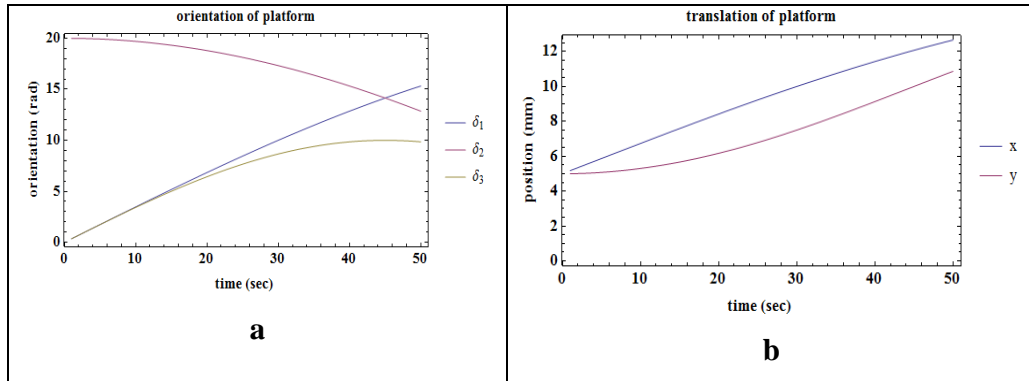 orientation of platform
orientation (rad)
20
15
10
5
0
0 10 20 30 40 50
time (sec)
δ1
δ2
δ3
a
translation of platform
position (mm)
12
10
8
6
4
2
0
0 10 20 30 40 50
time (sec)
x
y
b